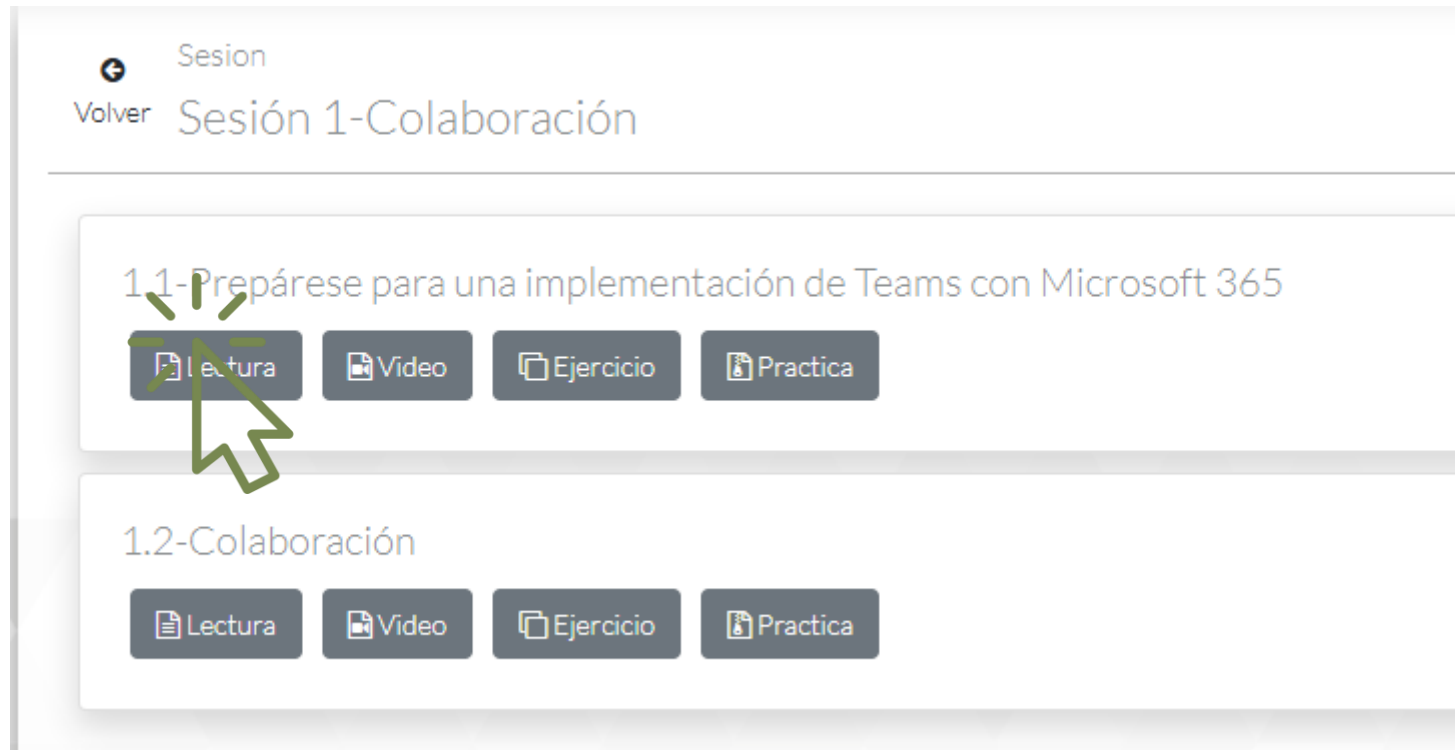 Sesion
Volver
Sesión 1-Colaboración
1.1-Prepárese para una implementación de Teams con Microsoft 365
Lectura Video Ejercicio Practica
1.2-Colaboración
Lectura Video Ejercicio Practica